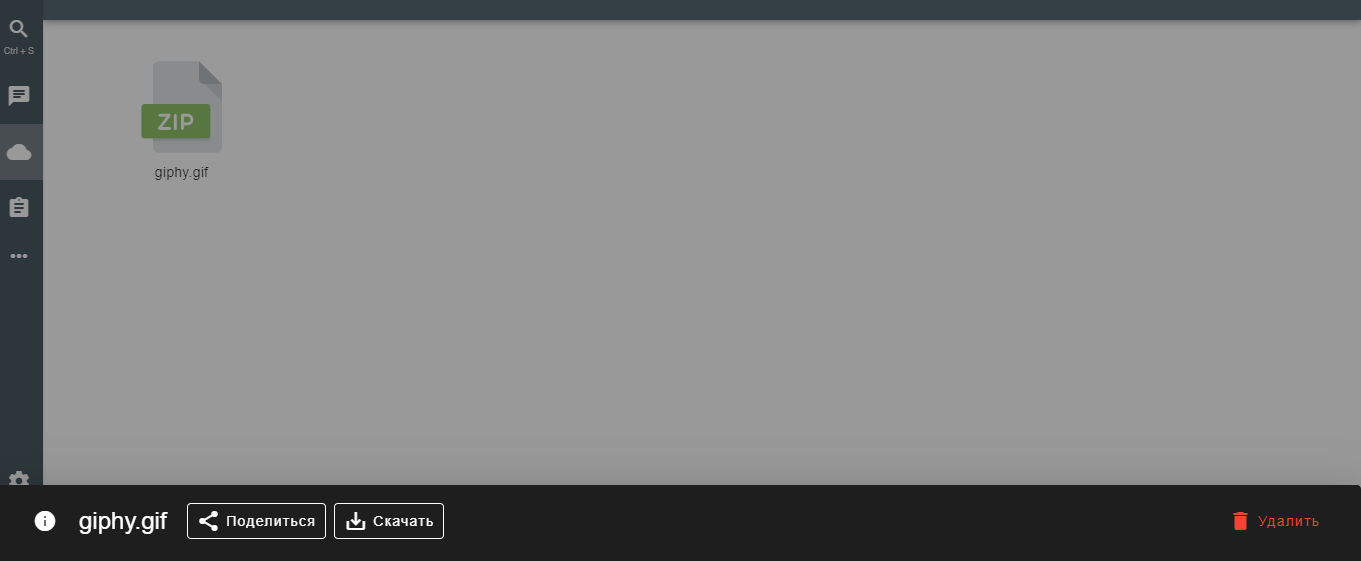 Ctrl + S
ZIP
giphy.gif
giphy.gif
Поделиться
Скачать
Удалить